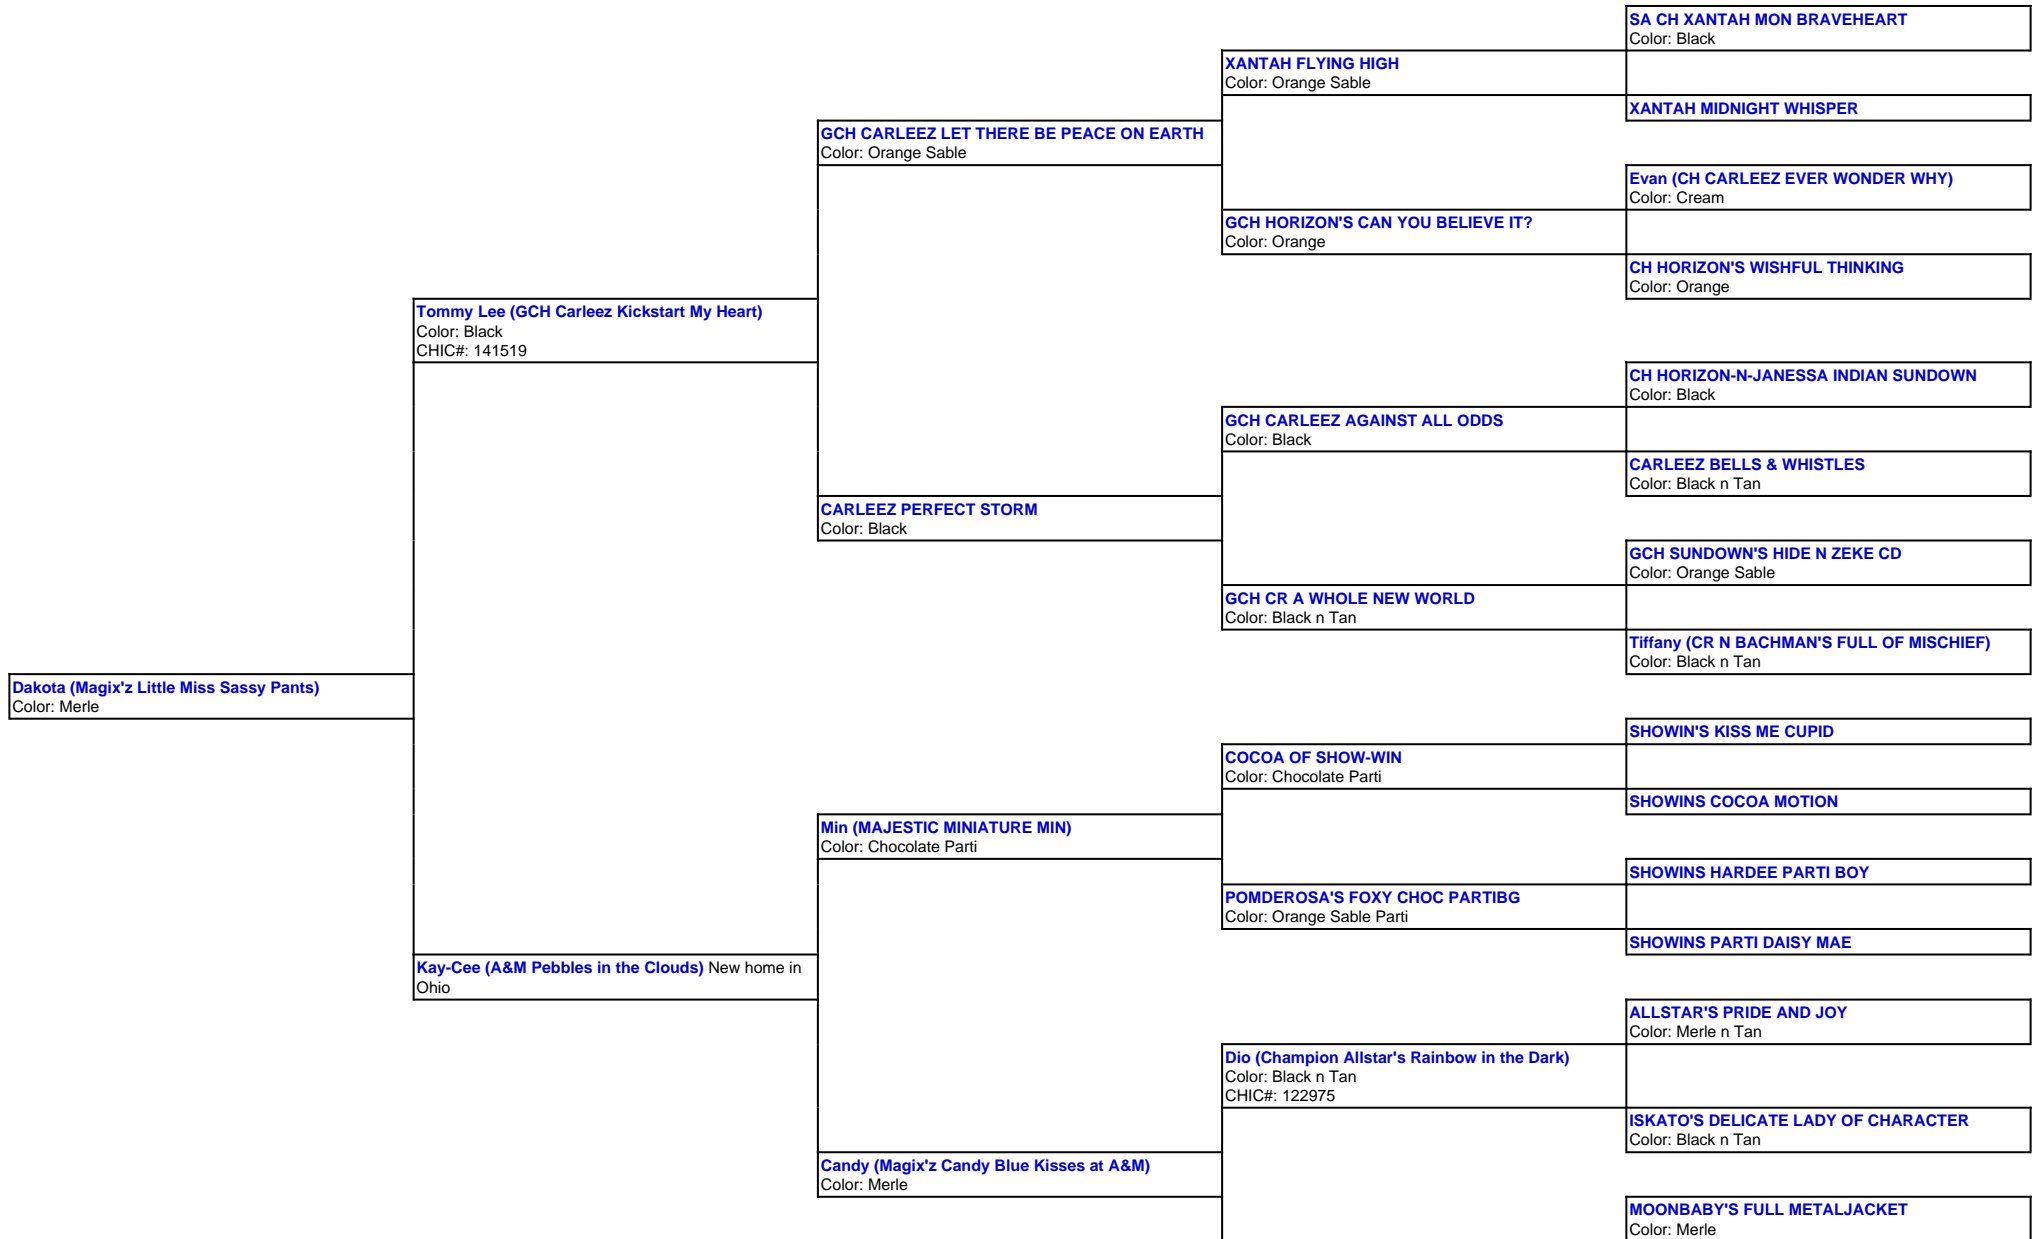 SA CH XANTAH MON BRAVEHEART
Color: Black
XANTAH FLYING HIGH
Color: Orange Sable
XANTAH MIDNIGHT WHISPER
GCH CARLEEZ LET THERE BE PEACE ON EARTH
Color: Orange Sable
Evan (CH CARLEEZ EVER WONDER WHY)
Color: Cream
GCH HORIZON'S CAN YOU BELIEVE IT?
Color: Orange
CH HORIZON'S WISHFUL THINKING
Color: Orange
Tommy Lee (GCH Carleez Kickstart My Heart)
Color: Black
CHIC#: 141519
CH HORIZON-N-JANESSA INDIAN SUNDOWN
Color: Black
GCH CARLEEZ AGAINST ALL ODDS
Color: Black
CARLEEZ BELLS & WHISTLES
Color: Black n Tan
CARLEEZ PERFECT STORM
Color: Black
GCH SUNDOWN'S HIDE N ZEKE CD
Color: Orange Sable
GCH CR A WHOLE NEW WORLD
Color: Black n Tan
Tiffany (CR N BACHMAN'S FULL OF MISCHIEF)
Color: Black n Tan
Dakota (Magix'z Little Miss Sassy Pants)
Color: Merle
SHOWIN'S KISS ME CUPID
COCOA OF SHOW-WIN
Color: Chocolate Parti
SHOWINS COCOA MOTION
Min (MAJESTIC MINIATURE MIN)
Color: Chocolate Parti
SHOWINS HARDEE PARTI BOY
POMDEROSA'S FOXY CHOC PARTIBG
Color: Orange Sable Parti
SHOWINS PARTI DAISY MAE
Kay-Cee (A&M Pebbles in the Clouds) New home in
Ohio
ALLSTAR'S PRIDE AND JOY
Color: Merle n Tan
Dio (Champion Allstar's Rainbow in the Dark)
Color: Black n Tan
CHIC#: 122975
ISKATO'S DELICATE LADY OF CHARACTER
Color: Black n Tan
Candy (Magix'z Candy Blue Kisses at A&M)
Color: Merle
MOONBABY'S FULL METALJACKET
Color: Merle